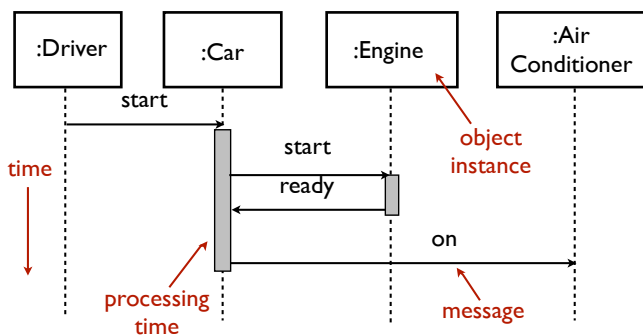 :Driver
:Car
:Engine
:Air
Conditioner
start
object
instance
start
time
ready
on
processing
time
message